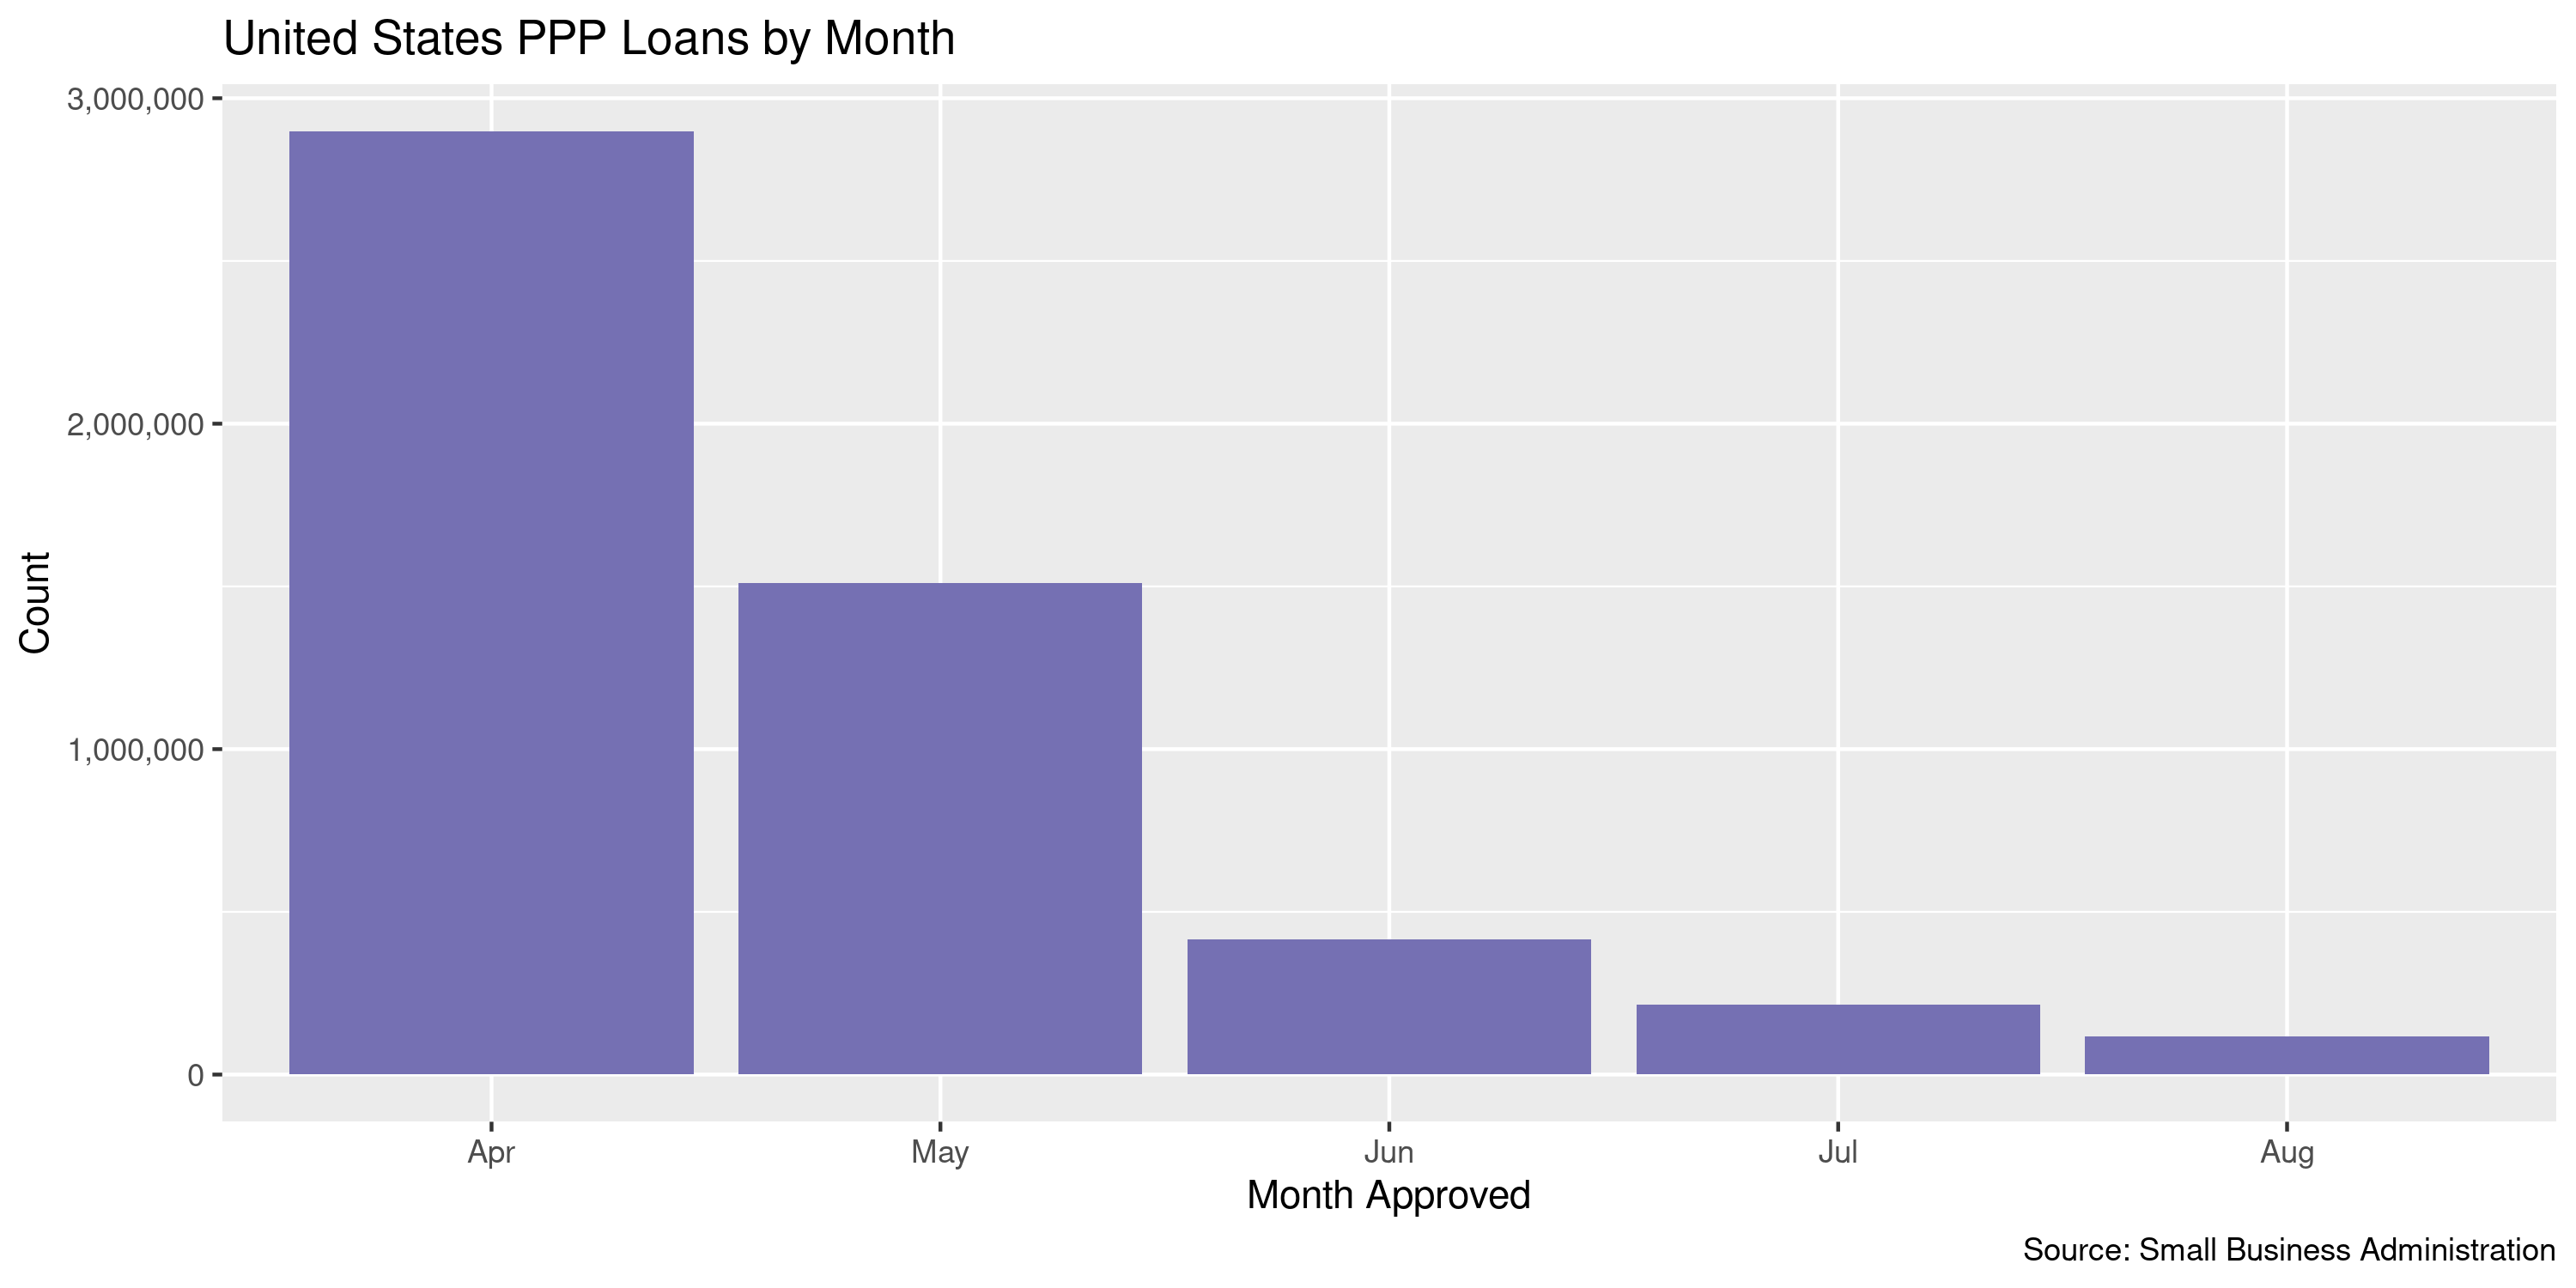 United States PPP Loans by Month
3,000,000
2,000,000
1,000,000
0
Count
Apr May Jun Jul Aug
Month Approved
Source: Small Business Administration